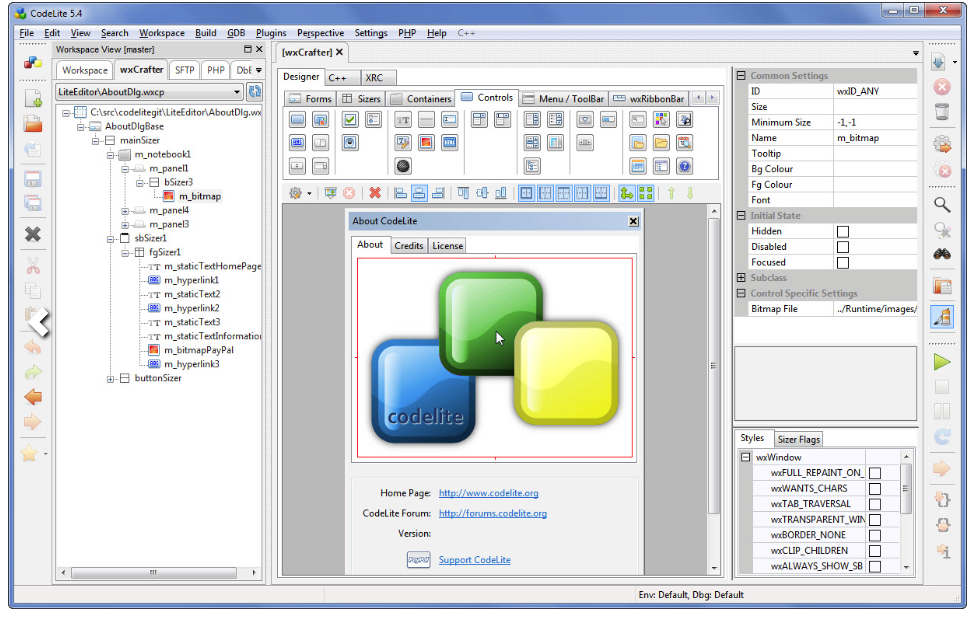 CodeLite 5.4
File Edit View Search Workspace Build GDB Plugins Perspective Settings PHP Help C++
Workspace View [master]
Workspace wxCrafter SFTP PHP
LiteEditor/AboutDlg.wxcp
C:\src\codelitegit\LiteEditor\AboutDlg.wx
AboutDlgBase
mainSizer
m_notebook1
m_panel1
bSizer3
m_bitmap
m_panel4
m_panel3
sbSizer1
fgSizer1
m_staticTextHomePage
m_hyperlink1
m_staticText2
m_hyperlink2
m_staticText3
m_staticTextInformation
m_bitmapPayPal
m_hyperlink3
buttonSizer
[wxCrafter]
Designer C++ XRC
Forms Sizers Containers Controls Menu / ToolBar wxRibbonBar
About CodeLite
About Credits License
codelite
Home Page: http://www.codelite.org
CodeLite Forum: http://forums.codelite.org
Version:
Support CodeLite
Common Settings
ID wxID_ANY
Size
Minimum Size -1,-1
Name m_bitmap
Tooltip
Bg Colour
Fg Colour
Font
Initial State
Hidden
Disabled
Focused
Subclass
Control Specific Settings
Bitmap File ../Runtime/images/
Styles Sizer Flags
wxWindow
wxFULL_REPAINT_ON_
wxWANTS_CHARS
wxTAB_TRAVERSAL
wxTRANSPARENT_WIN
wxBORDER_NONE
wxCLIP_CHILDREN
wxALWAYS_SHOW_SB
Env: Default, Dbg: Default